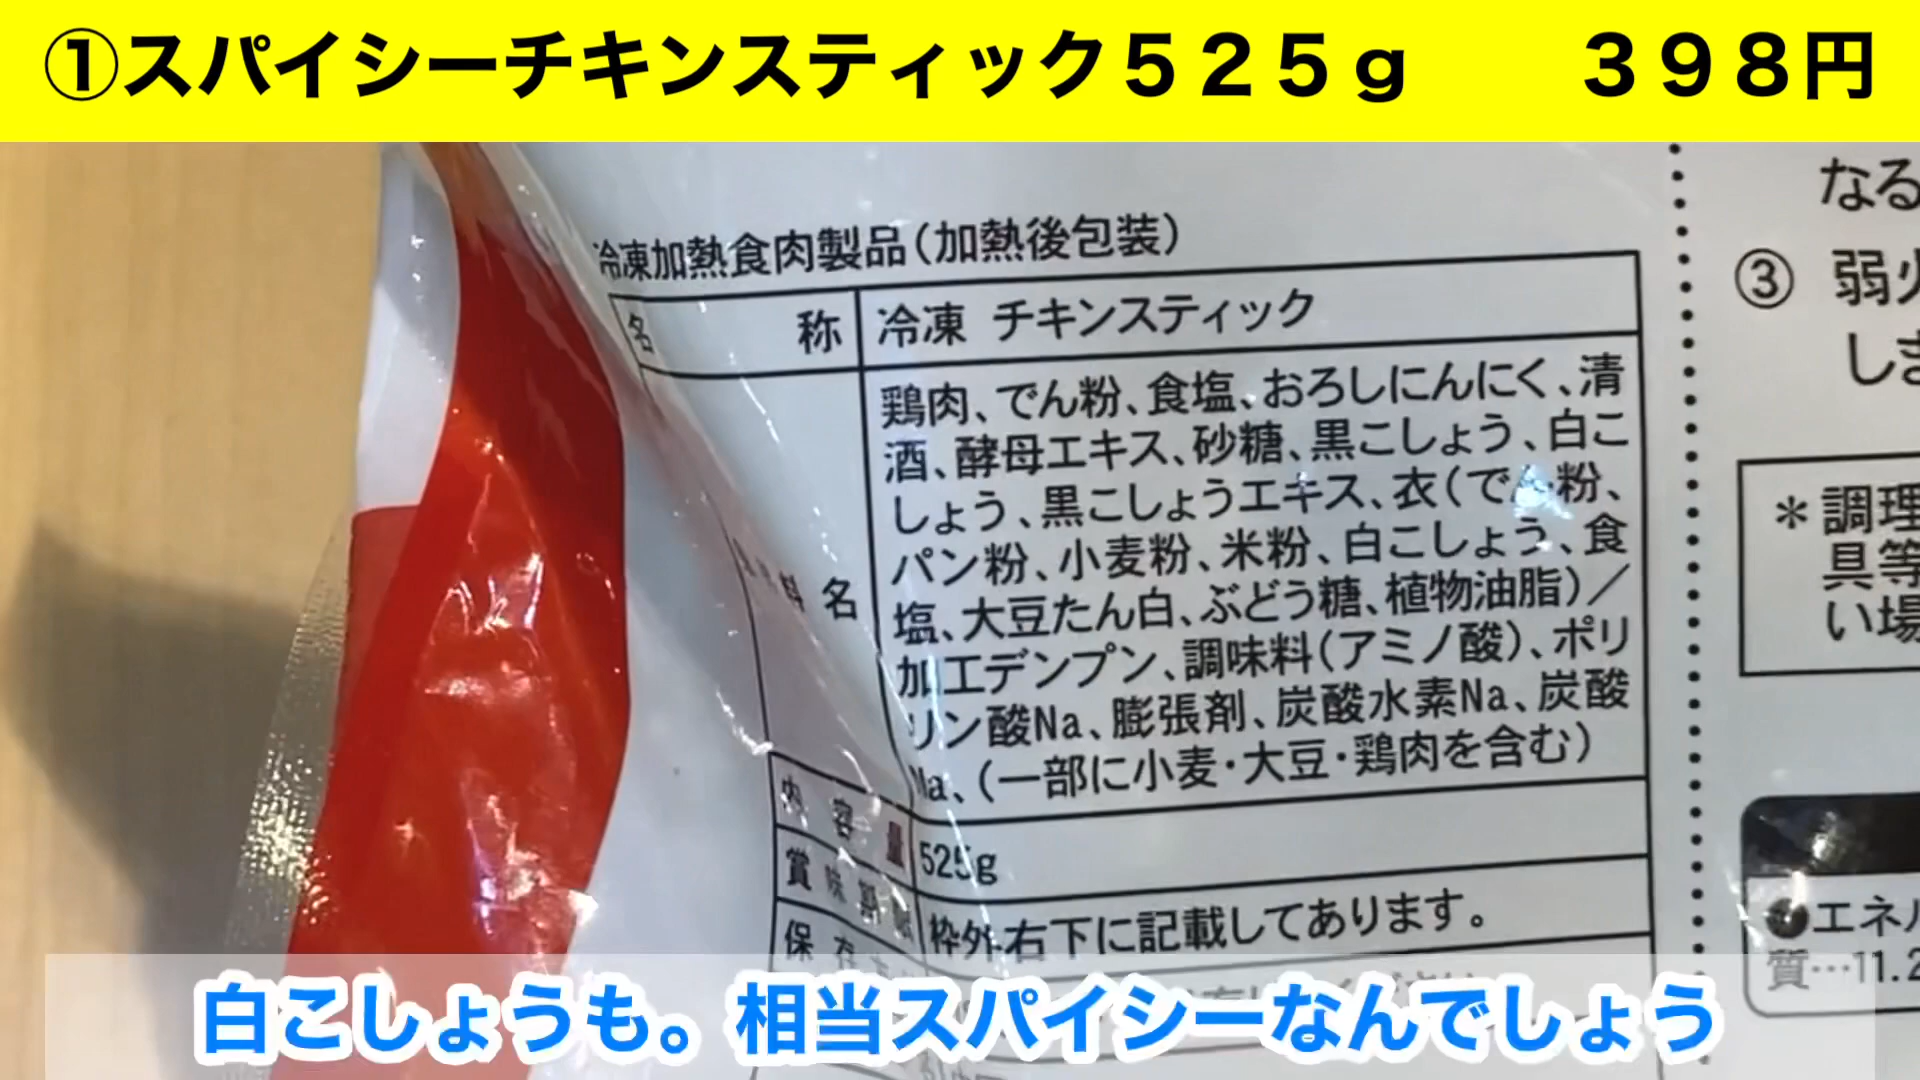 ①スパイシーチキンスティック５２５ｇ　３９８円
冷凍加熱食肉製品(加熱後包装)
名 称 冷凍 チキンスティック
鶏肉、でん粉、食塩、おろしにんにく、清
酒、酵母エキス、砂糖、黒こしょう、白こ
しょう、黒こしょうエキス、衣(でん粉、
パン粉、小麦粉、米粉、白こしょう、食
名 塩、大豆たん白、ぶどう糖、植物油脂)／
加工デンプン、調味料(アミノ酸)、ポリ
リン酸Na、膨張剤、炭酸水素Na、炭酸
Na、(一部に小麦・大豆・鶏肉を含む)
内 容 量 525g
賞 味 期 限 枠外右下に記載してあります。
保 存
なる
③ 弱火
しま
＊調理
具等
い場
エネル
質…11.2
白こしょうも。相当スパイシーなんでしょう